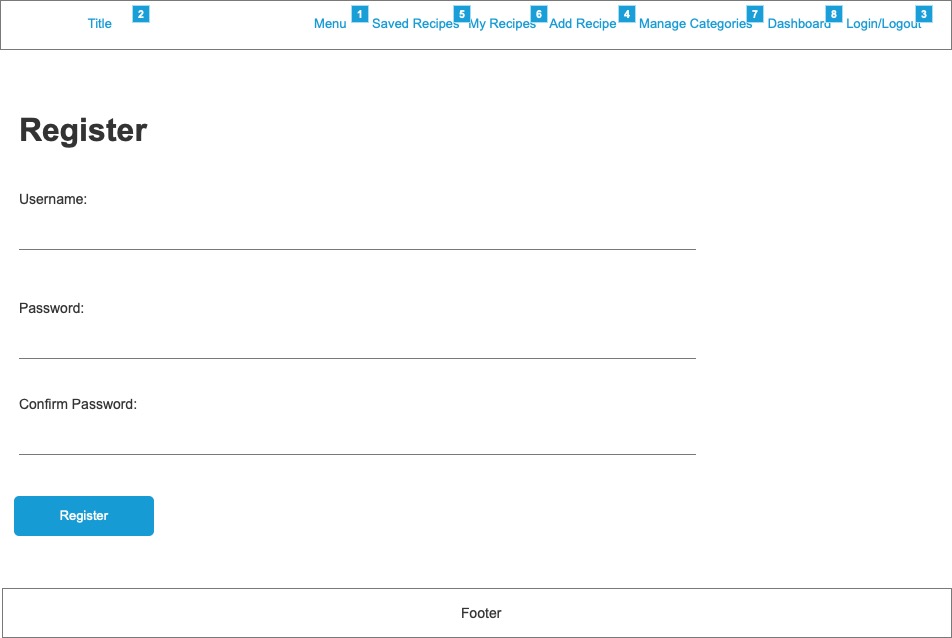 Title 2 Menu 1 Saved Recipes 5 My Recipes 6 Add Recipe 4 Manage Categories 7 Dashboard 8 Login/Logout 3
Register
Username:
Password:
Confirm Password:
Register
Footer